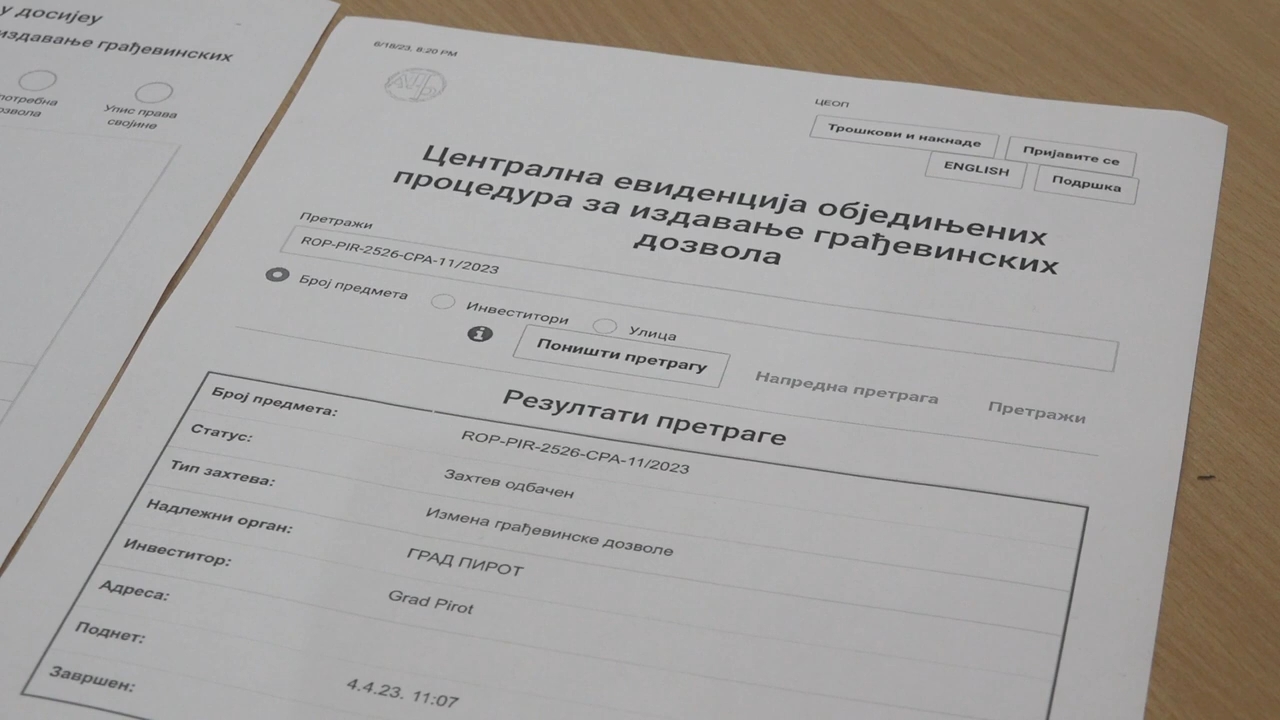 у досијеу
издавање грађевинских
Упис права
својине
6/18/23, 8:20 PM
ЦЕОП
Трошкови и накнаде
Пријавите се
ENGLISH
Подршка
Централна евиденција обједињених
процедура за издавање грађевинских
дозвола
Претражи
ROP-PIR-2526-CPA-11/2023
Број предмета
Инвеститори
Улица
Поништи претрагу
Напредна претрага
Претражи
Резултати претраге
Број предмета: ROP-PIR-2526-CPA-11/2023
Статус: Захтев одбачен
Тип захтева: Измена грађевинске дозволе
Надлежни орган: ГРАД ПИРОТ
Инвеститор: Grad Pirot
Адреса:
Поднет:
Завршен: 4.4.23. 11:07